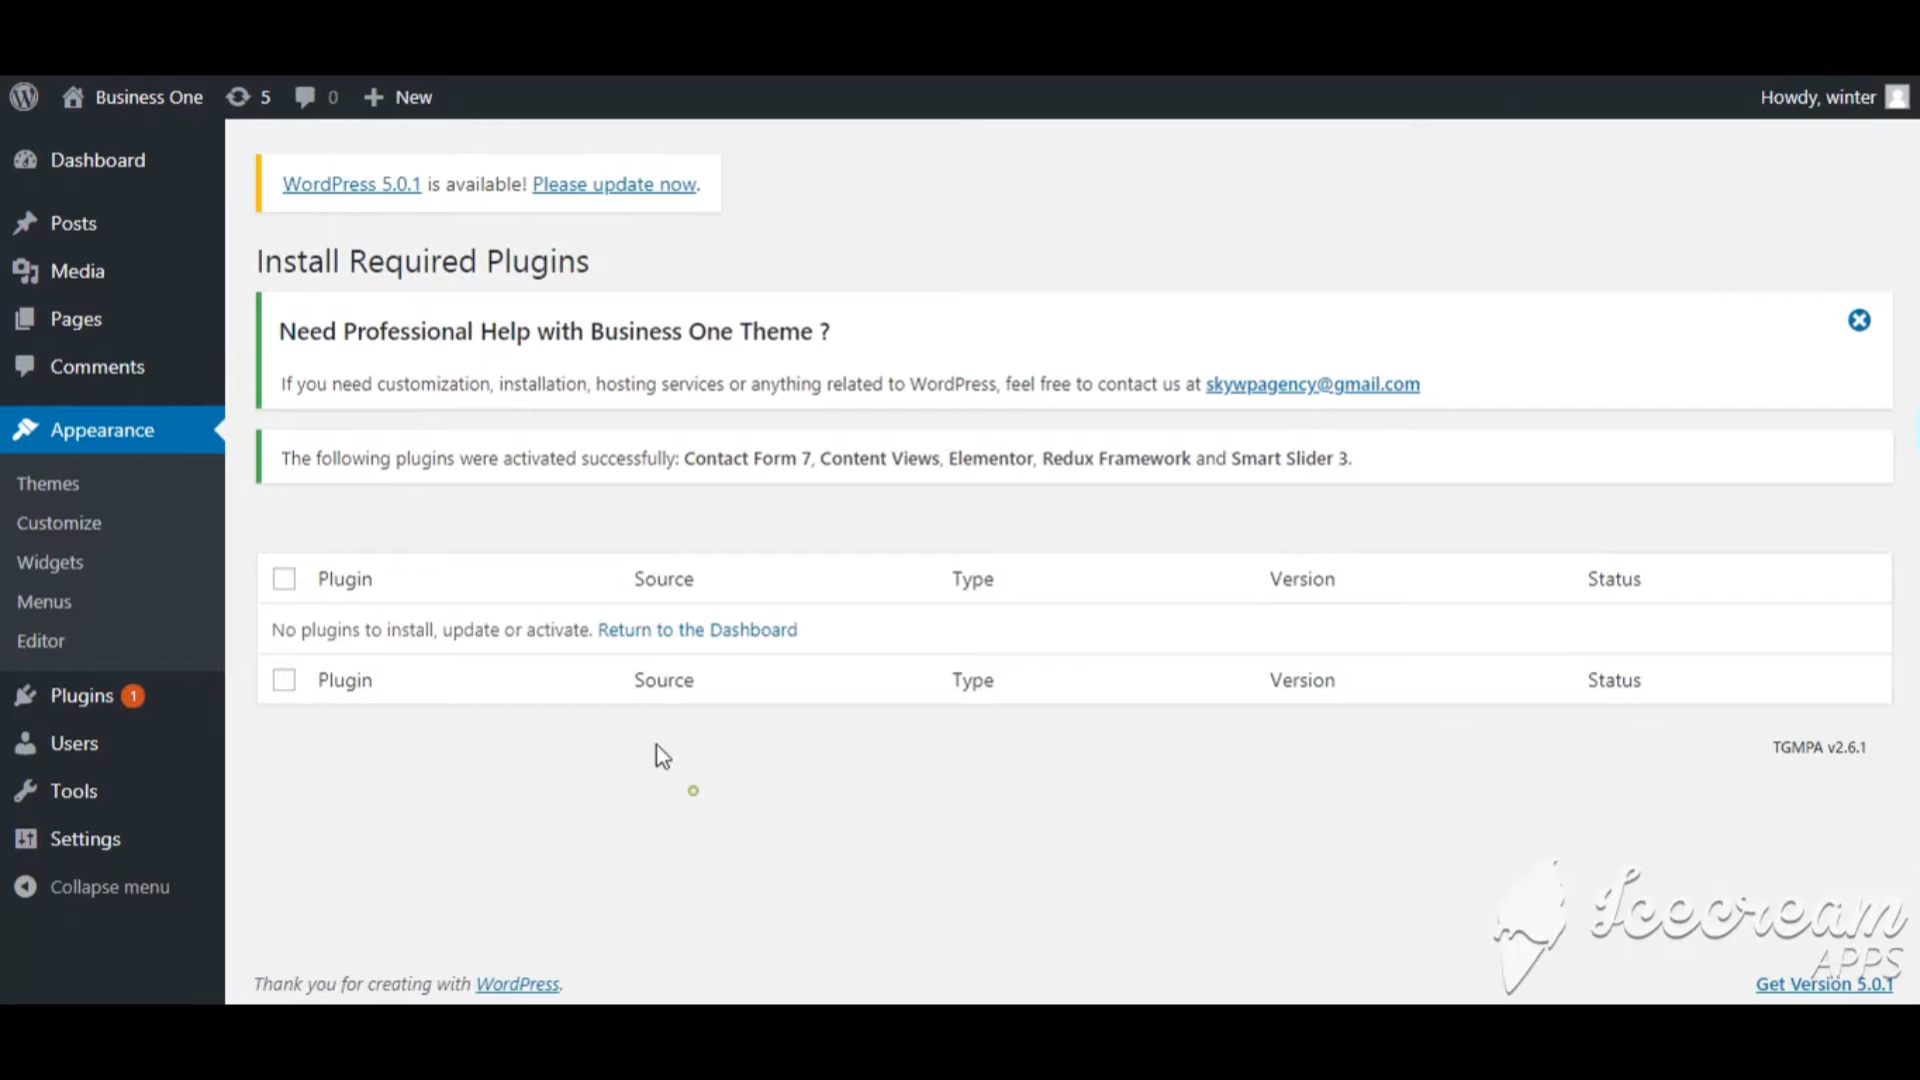 Business One 5 0 New Howdy, winter
Dashboard
Posts
Media
Pages
Comments
Appearance
Themes
Customize
Widgets
Menus
Editor
Plugins 1
Users
Tools
Settings
Collapse menu
WordPress 5.0.1 is available! Please update now.
Install Required Plugins
Need Professional Help with Business One Theme ?
If you need customization, installation, hosting services or anything related to WordPress, feel free to contact us at skywpagency@gmail.com
The following plugins were activated successfully: Contact Form 7, Content Views, Elementor, Redux Framework and Smart Slider 3.
Plugin Source Type Version Status
No plugins to install, update or activate. Return to the Dashboard
Plugin Source Type Version Status
TGMPA v2.6.1
Icecream
APPS
Thank you for creating with WordPress.
Get Version 5.0.1